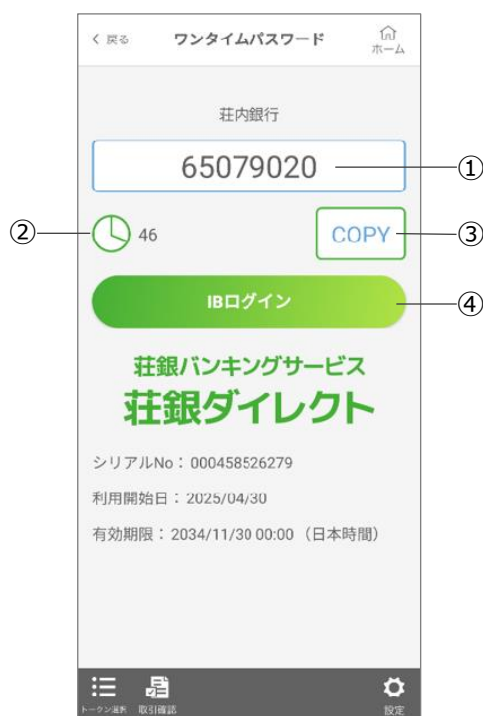 戻る ワンタイムパスワード ホーム
荘内銀行
65079020 ①
② 46 COPY ③
IBログイン ④
荘銀バンキングサービス
荘銀ダイレクト
シリアルNo：000458526279
利用開始日：2025/04/30
有効期限：2034/11/30 00:00 （日本時間）
トークン選択 取引確認 設定